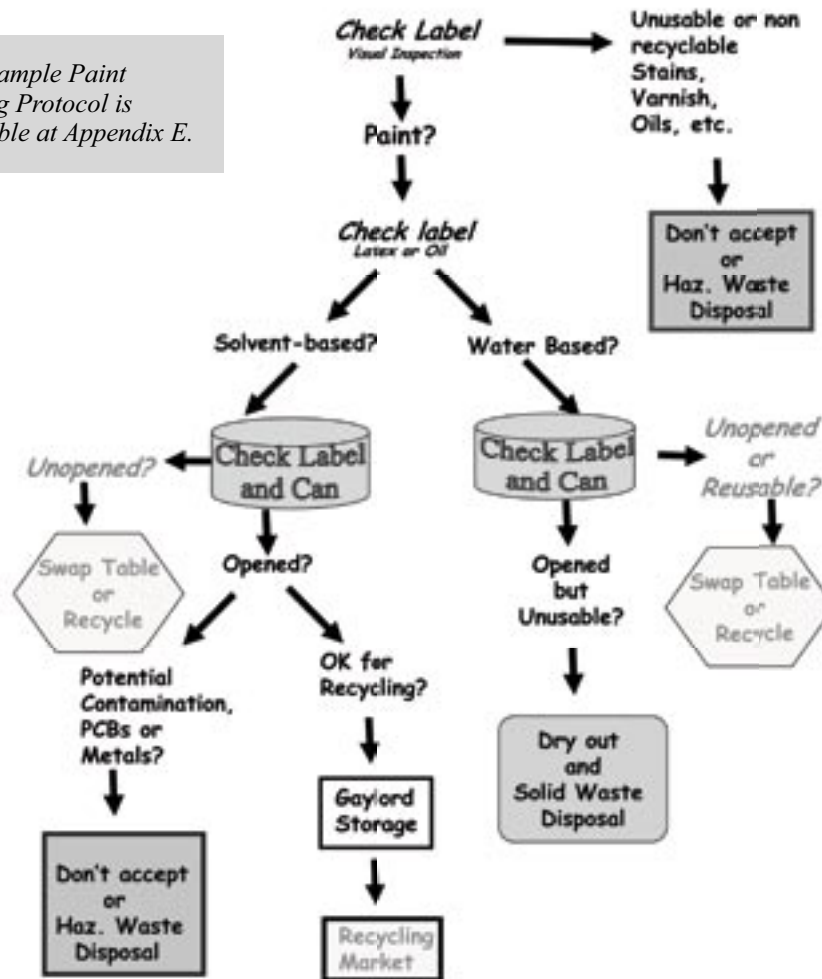 Check Label
Visual Inspection
Unusable or non
recyclable
Stains,
Varnish,
Oils, etc.
ample Paint
g Protocol is
ble at Appendix E.
Paint?
Check label
Latex or Oil
Don't accept
or
Haz. Waste
Disposal
Solvent-based?
Water Based?
Unopened?
Check Label
and Can
Check Label
and Can
Unopened
or
Reusable?
Swap Table
or
Recycle
Opened?
Opened
but
Unusable?
Swap Table
or
Recycle
Potential
Contamination,
PCBs or
Metals?
OK for
Recycling?
Dry out
and
Solid Waste
Disposal
Gaylord
Storage
Don't accept
or
Haz. Waste
Disposal
Recycling
Market